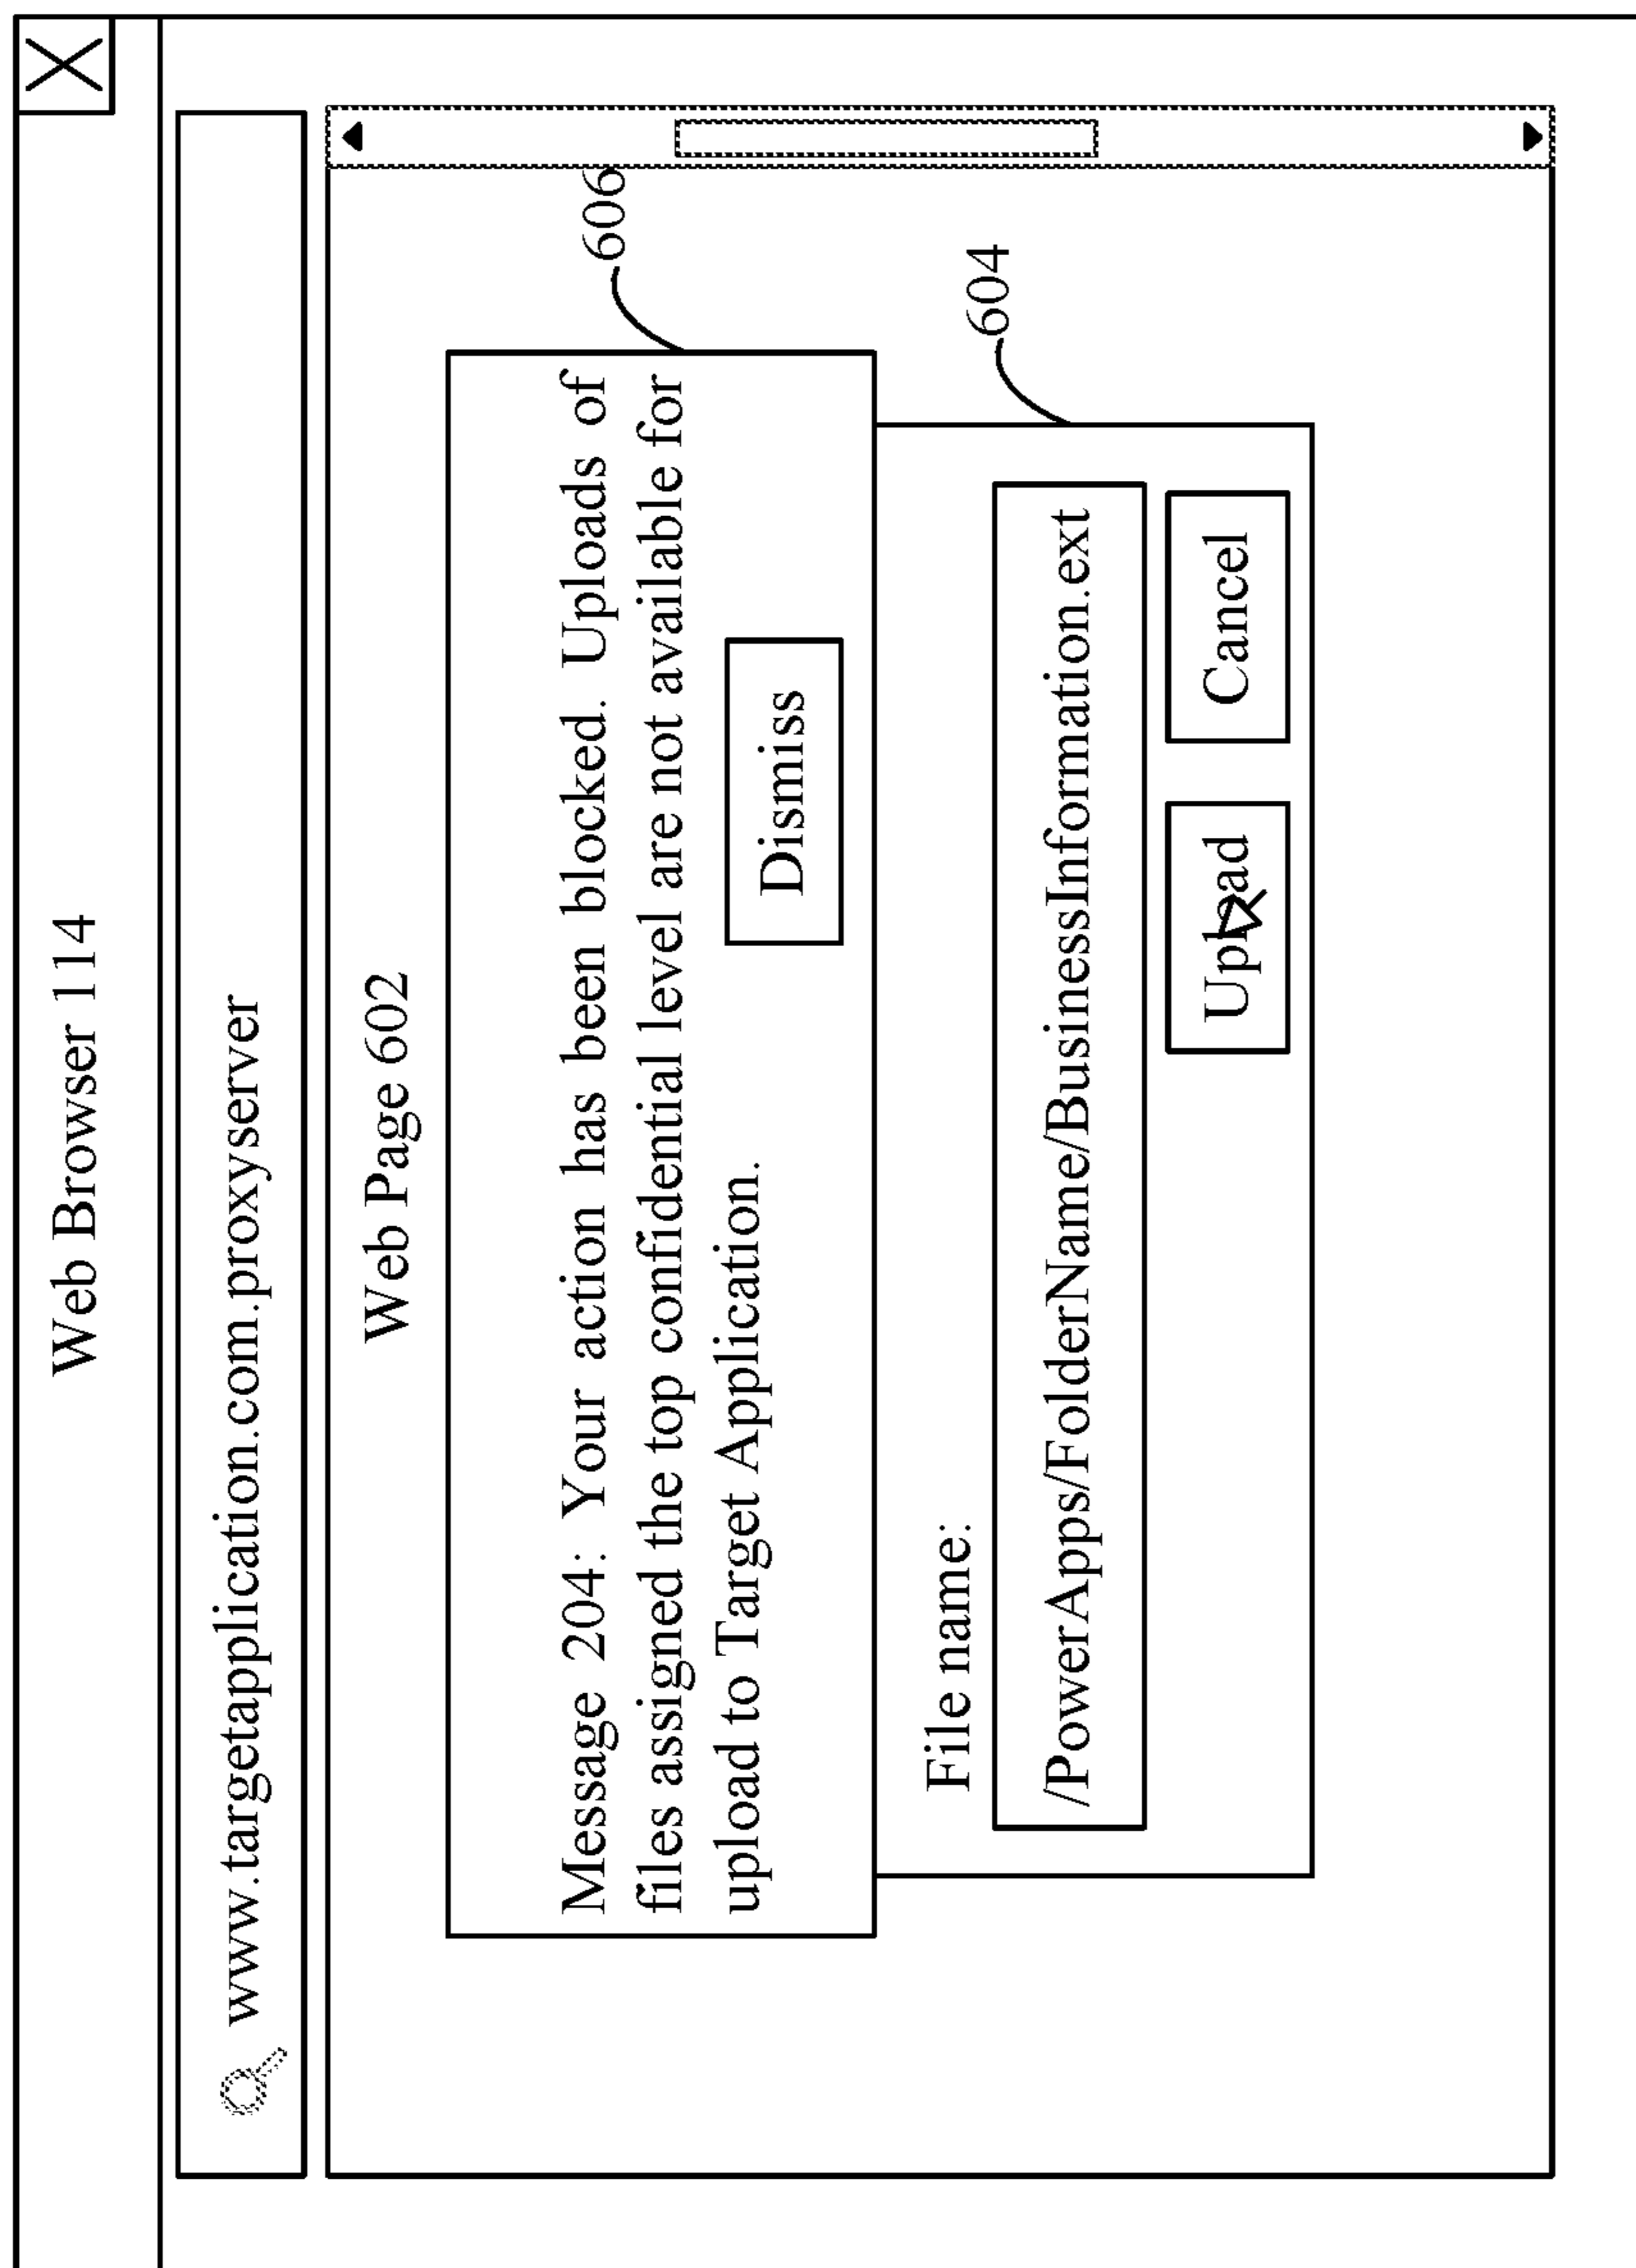 Web Browser 114
www.targetapplication.com.proxyserver
Web Page 602
606
Message 204: Your action has been blocked. Uploads of
files assigned the top confidential level are not available for
upload to Target Application.
Dismiss
604
File name:
/PowerApps/FolderName/BusinessInformation.ext
Upload
Cancel